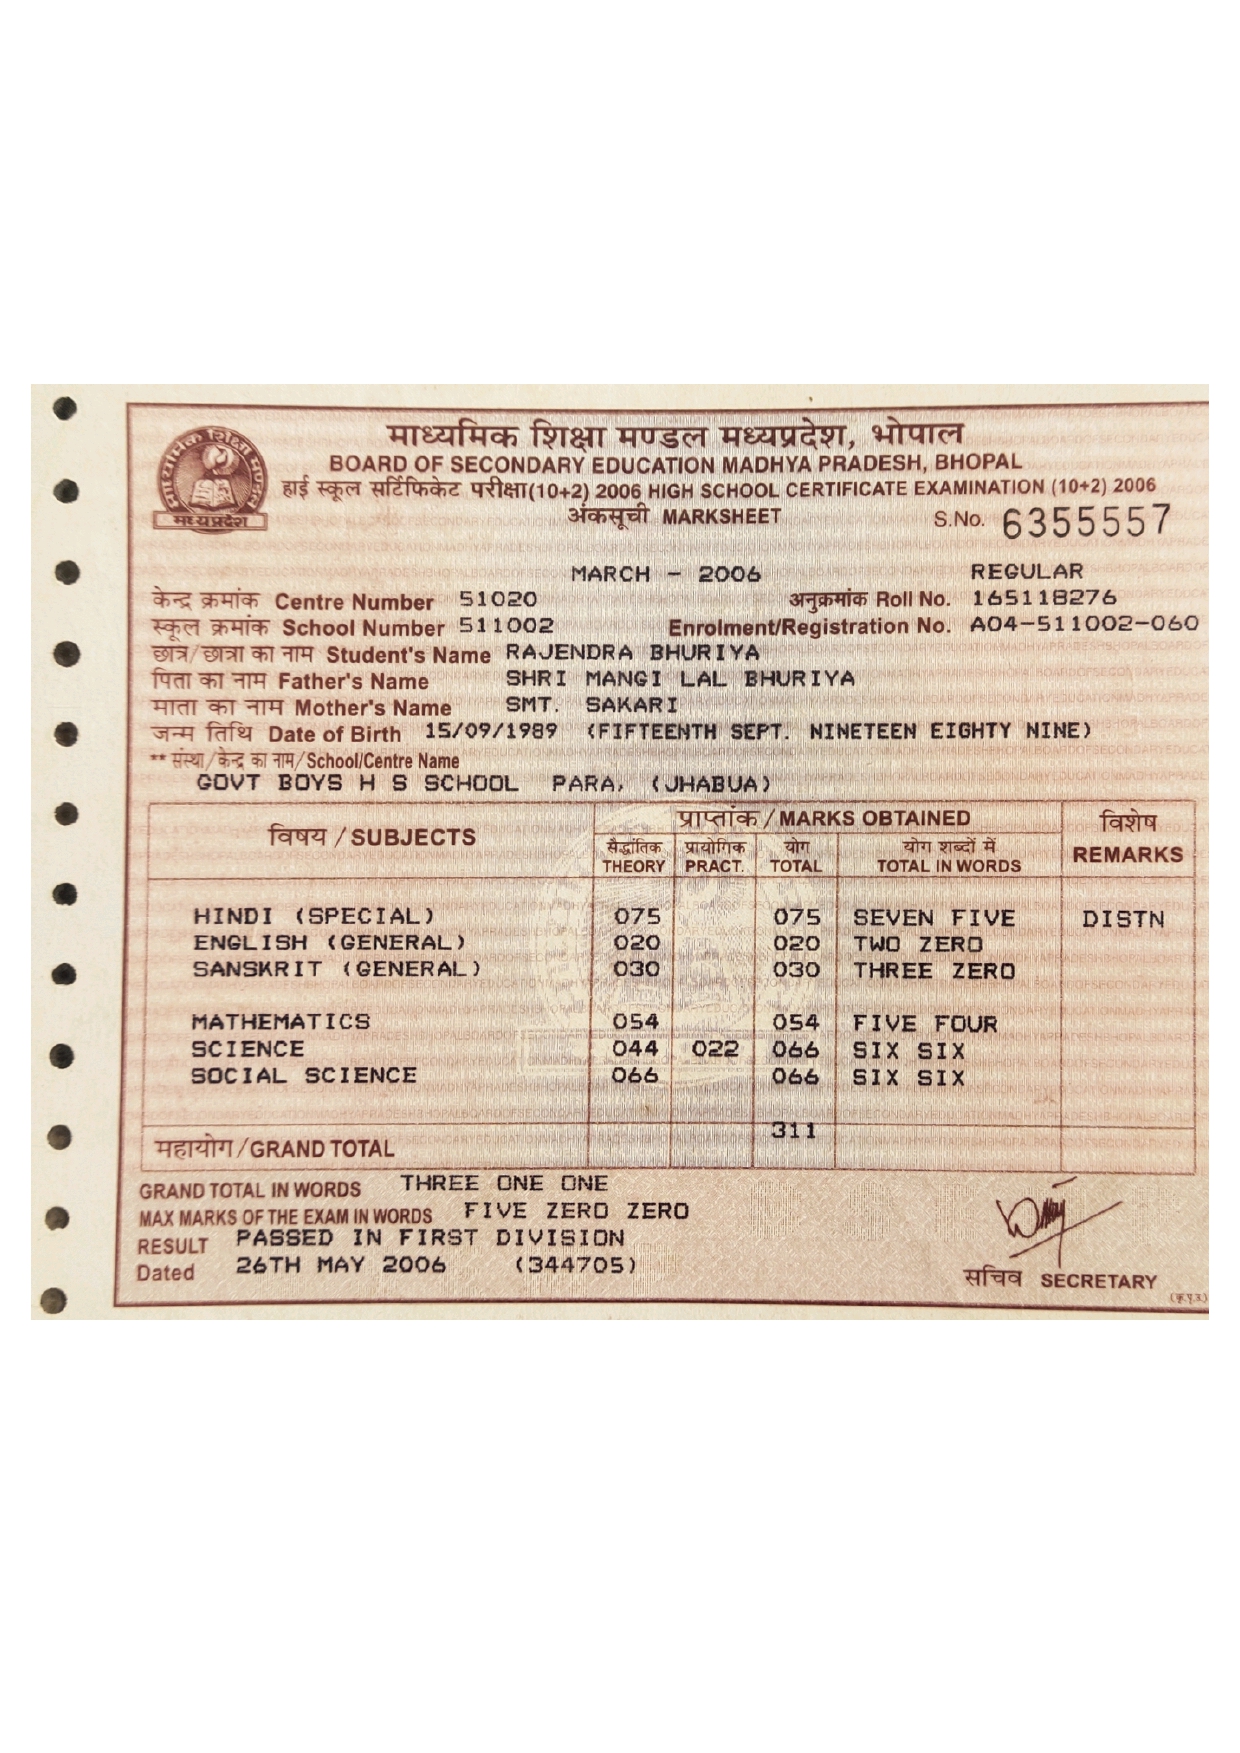 माध्यमिक शिक्षा मण्डल मध्यप्रदेश, भोपाल
BOARD OF SECONDARY EDUCATION MADHYA PRADESH, BHOPAL
हाई स्कूल सर्टिफिकेट परीक्षा(10+2) 2006 HIGH SCHOOL CERTIFICATE EXAMINATION (10+2) 2006
मध्यप्रदेश
अंकसूची MARKSHEET S.No. 6355557
MARCH - 2006 REGULAR
केन्द्र क्रमांक Centre Number 51020 अनुक्रमांक Roll No. 165118276
स्कूल क्रमांक School Number 511002 Enrolment/Registration No. A04-511002-060
छात्र/छात्रा का नाम Student's Name RAJENDRA BHURIYA
पिता का नाम Father's Name SHRI MANGI LAL BHURIYA
माता का नाम Mother's Name SMT. SAKARI
जन्म तिथि Date of Birth 15/09/1989 (FIFTEENTH SEPT. NINETEEN EIGHTY NINE)
** संस्था/केन्द्र का नाम/School/Centre Name
GOVT BOYS H S SCHOOL PARA, (JHABUA)
विषय / SUBJECTS प्राप्तांक/MARKS OBTAINED विशेष REMARKS
सैद्धांतिक THEORY प्रायोगिक PRACT. योग TOTAL योग शब्दों में TOTAL IN WORDS
HINDI (SPECIAL) 075 075 SEVEN FIVE DISTN
ENGLISH (GENERAL) 020 020 TWO ZERO
SANSKRIT (GENERAL) 030 030 THREE ZERO
MATHEMATICS 054 054 FIVE FOUR
SCIENCE 044 022 066 SIX SIX
SOCIAL SCIENCE 066 066 SIX SIX
महायोग/GRAND TOTAL 311
GRAND TOTAL IN WORDS THREE ONE ONE
MAX MARKS OF THE EXAM IN WORDS FIVE ZERO ZERO
RESULT PASSED IN FIRST DIVISION
Dated 26TH MAY 2006 (344705)
सचिव SECRETARY